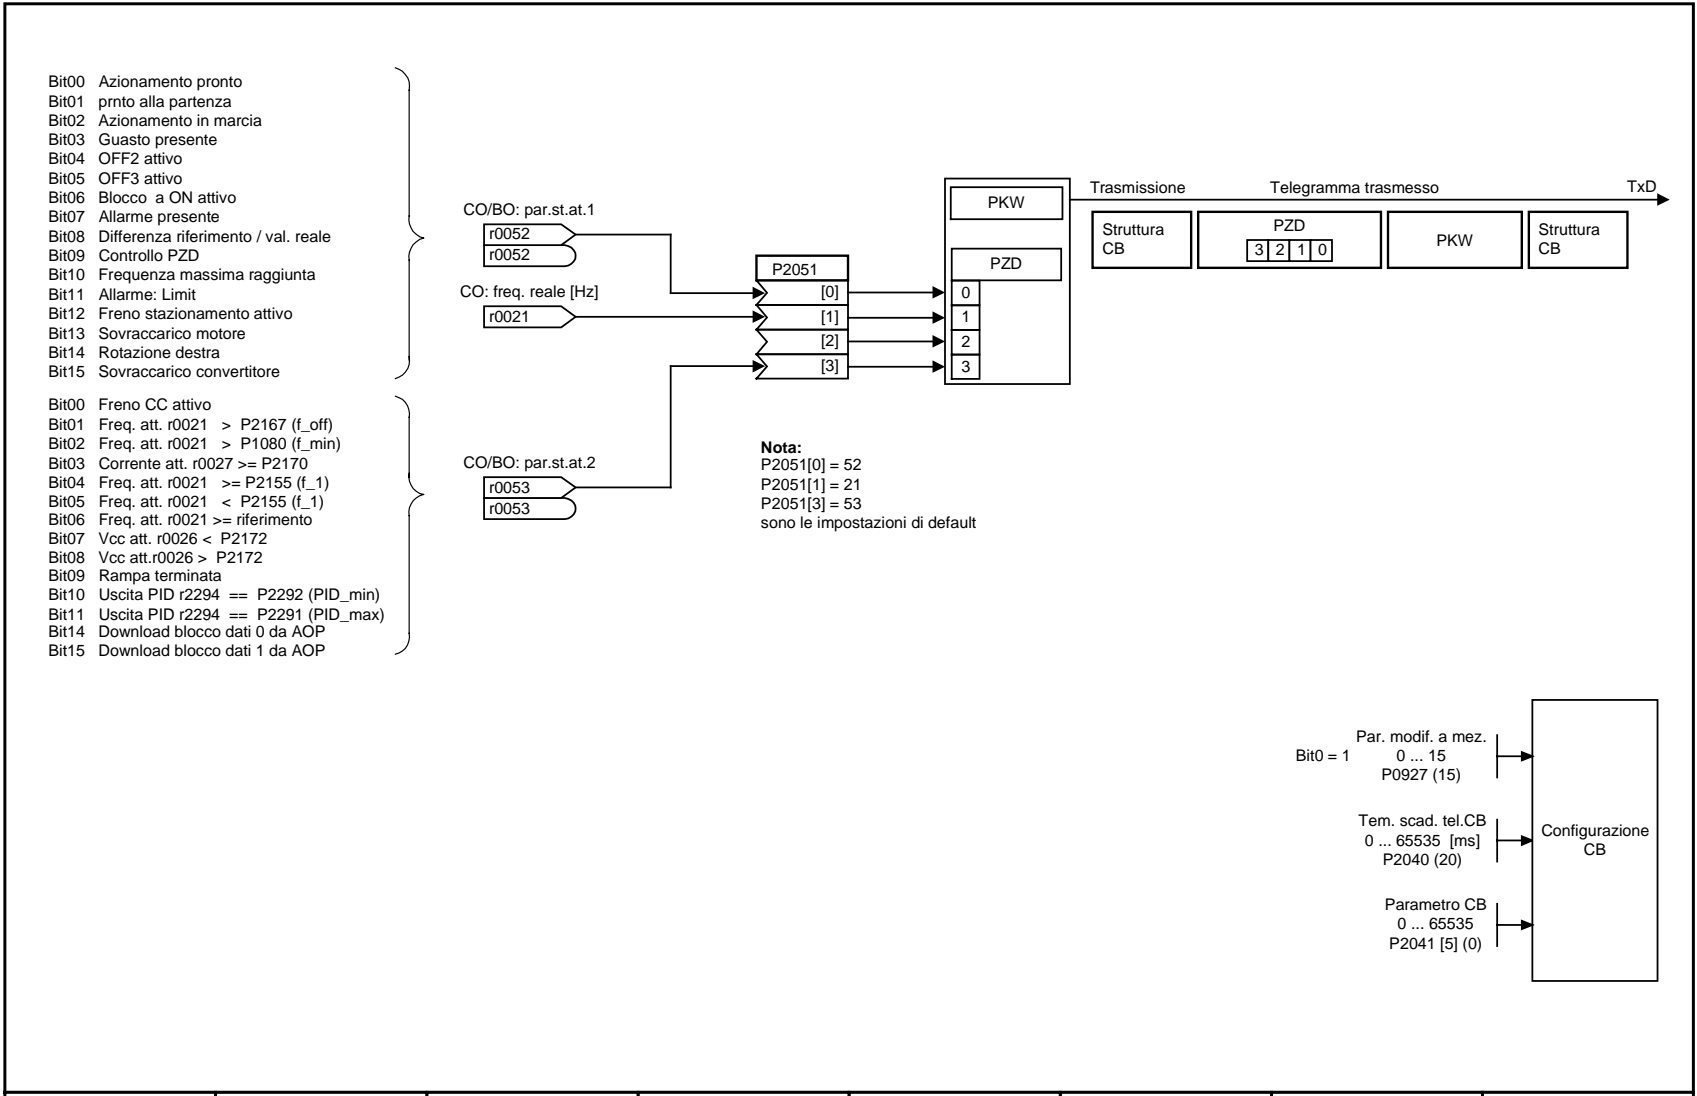 Bit00 Azionamento pronto
Bit01 prnto alla partenza
Bit02 Azionamento in marcia
Bit03 Guasto presente
Bit04 OFF2 attivo
Bit05 OFF3 attivo
Bit06 Blocco a ON attivo
Bit07 Allarme presente
Bit08 Differenza riferimento / val. reale
Bit09 Controllo PZD
Bit10 Frequenza massima raggiunta
Bit11 Allarme: Limit
Bit12 Freno stazionamento attivo
Bit13 Sovraccarico motore
Bit14 Rotazione destra
Bit15 Sovraccarico convertitore
Bit00 Freno CC attivo
Bit01 Freq. att. r0021 > P2167 (f_off)
Bit02 Freq. att. r0021 > P1080 (f_min)
Bit03 Corrente att. r0027 >= P2170
Bit04 Freq. att. r0021 >= P2155 (f_1)
Bit05 Freq. att. r0021 < P2155 (f_1)
Bit06 Freq. att. r0021 >= riferimento
Bit07 Vcc att. r0026 < P2172
Bit08 Vcc att.r0026 > P2172
Bit09 Rampa terminata
Bit10 Uscita PID r2294 == P2292 (PID_min)
Bit11 Uscita PID r2294 == P2291 (PID_max)
Bit14 Download blocco dati 0 da AOP
Bit15 Download blocco dati 1 da AOP
CO/BO: par.st.at.1
r0052
r0052
CO: freq. reale [Hz]
r0021
CO/BO: par.st.at.2
r0053
r0053
P2051
[0]
[1]
[2]
[3]
Nota:
P2051[0] = 52
P2051[1] = 21
P2051[3] = 53
sono le impostazioni di default
PKW
PZD
0
1
2
3
Trasmissione
Telegramma trasmesso
TxD
Struttura
CB
PZD
3 2 1 0
PKW
Struttura
CB
Par. modif. a mez.
Bit0 = 1 0 ... 15
P0927 (15)
Tem. scad. tel.CB
0 ... 65535 [ms]
P2040 (20)
Parametro CB
0 ... 65535
P2041 [5] (0)
Configurazione
CB